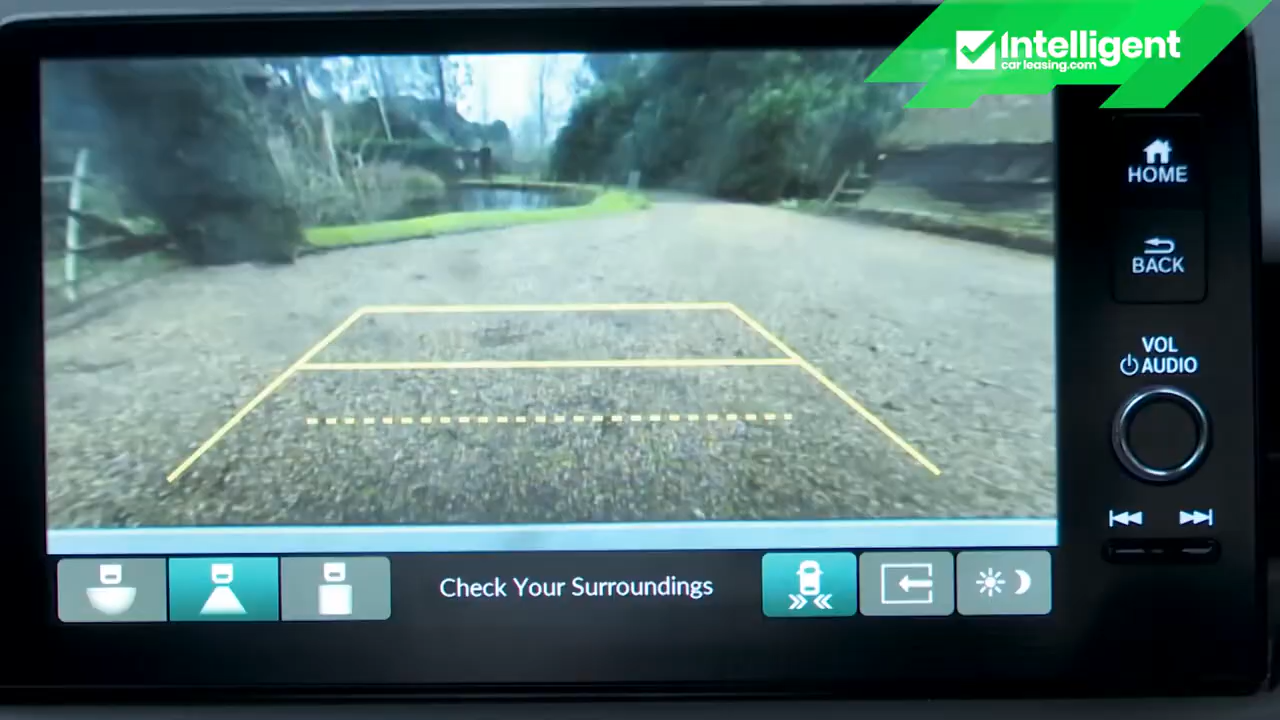 Intelligent
carleasing.com
HOME
BACK
VOL
AUDIO
Check Your Surroundings